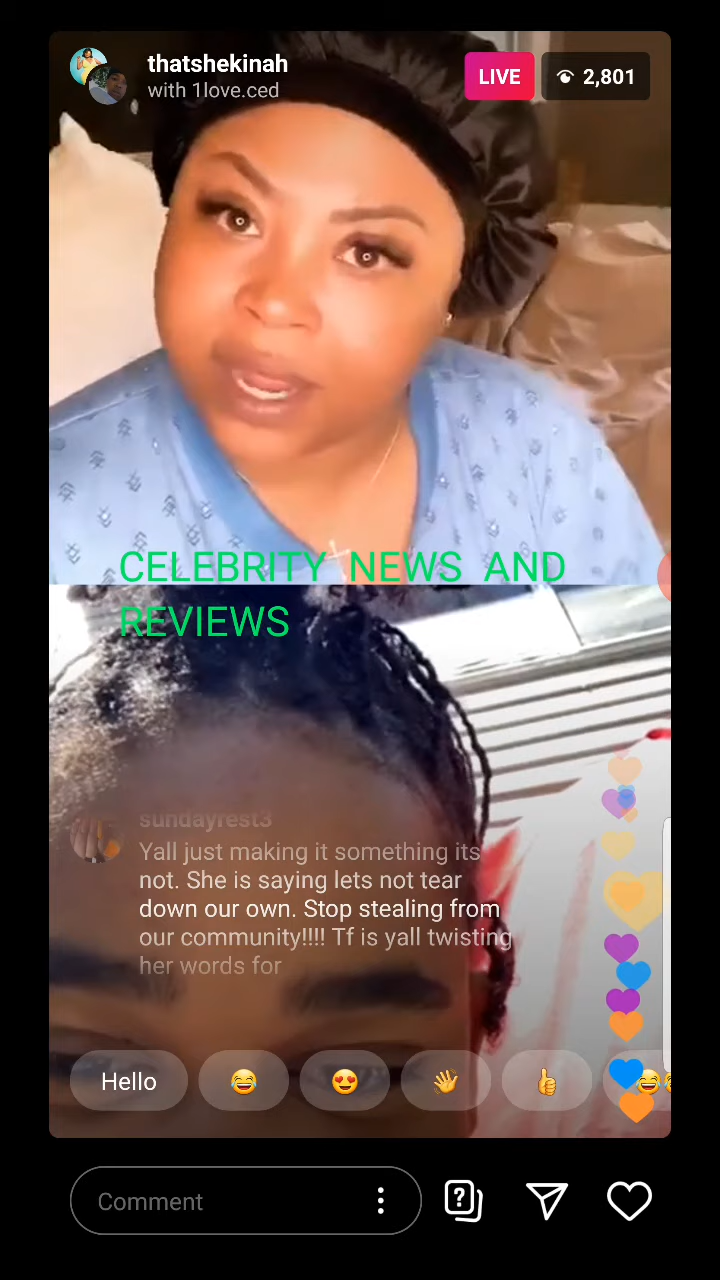 thatshekinah
with 1love.ced
LIVE
2,801
CELEBRITY NEWS AND
REVIEWS
sundayrest3
Yall just making it something its
not. She is saying lets not tear
down our own. Stop stealing from
our community!!!! Tf is yall twisting
her words for
Hello
Comment